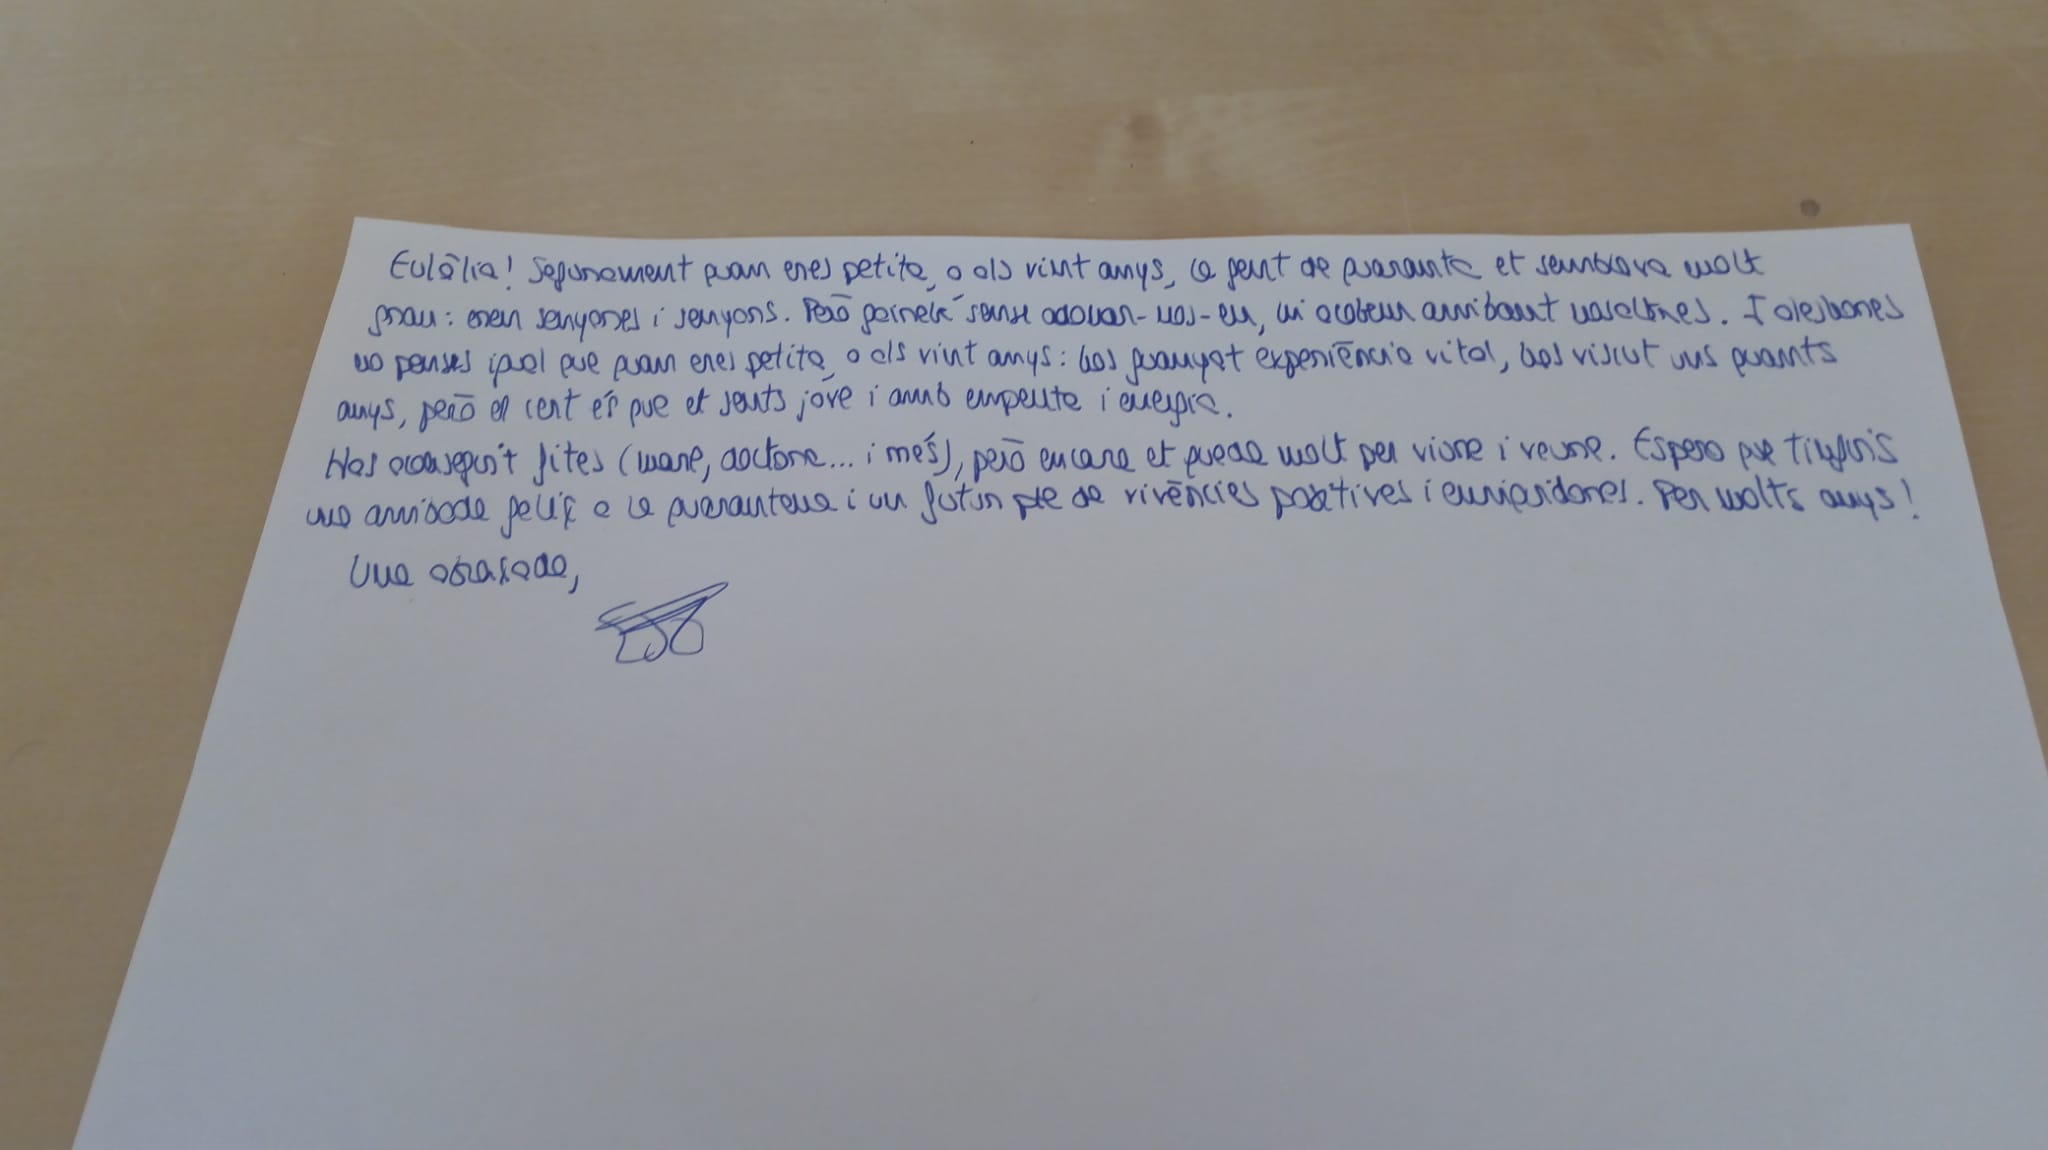 Eulàlia! Segurament quan eres petita, o als vint anys, la gent de quaranta et semblava molt
gran: eren senyores i senyors. Però gairebé sense adonar-nos-en, hi acabem arribant nosaltres. I aleshores
no penses igual que quan eres petita, o als vint anys: has guanyat experiència vital, has viscut uns quants
anys, però el cert és que et sents jove i amb empenta i energia.
Has aconseguit fites (mare, doctora... i més), però encara et queda molt per viure i veure. Espero que tinguis
una arribada feliç a la quarantena i un futur ple de vivències positives i enriquidores. Per molts anys!
Una abraçada,